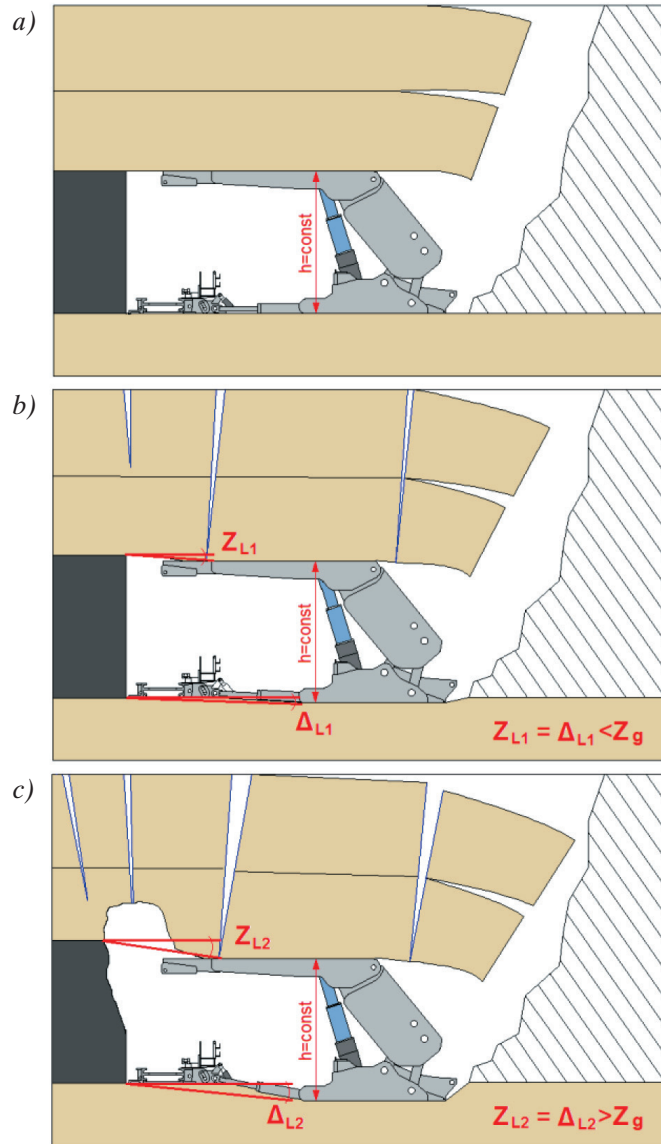 a)
h=const
b)
Z_L1
h=const
Δ_L1
Z_L1 = Δ_L1 < Z_g
c)
Z_L2
h=const
Δ_L2
Z_L2 = Δ_L2 > Z_g